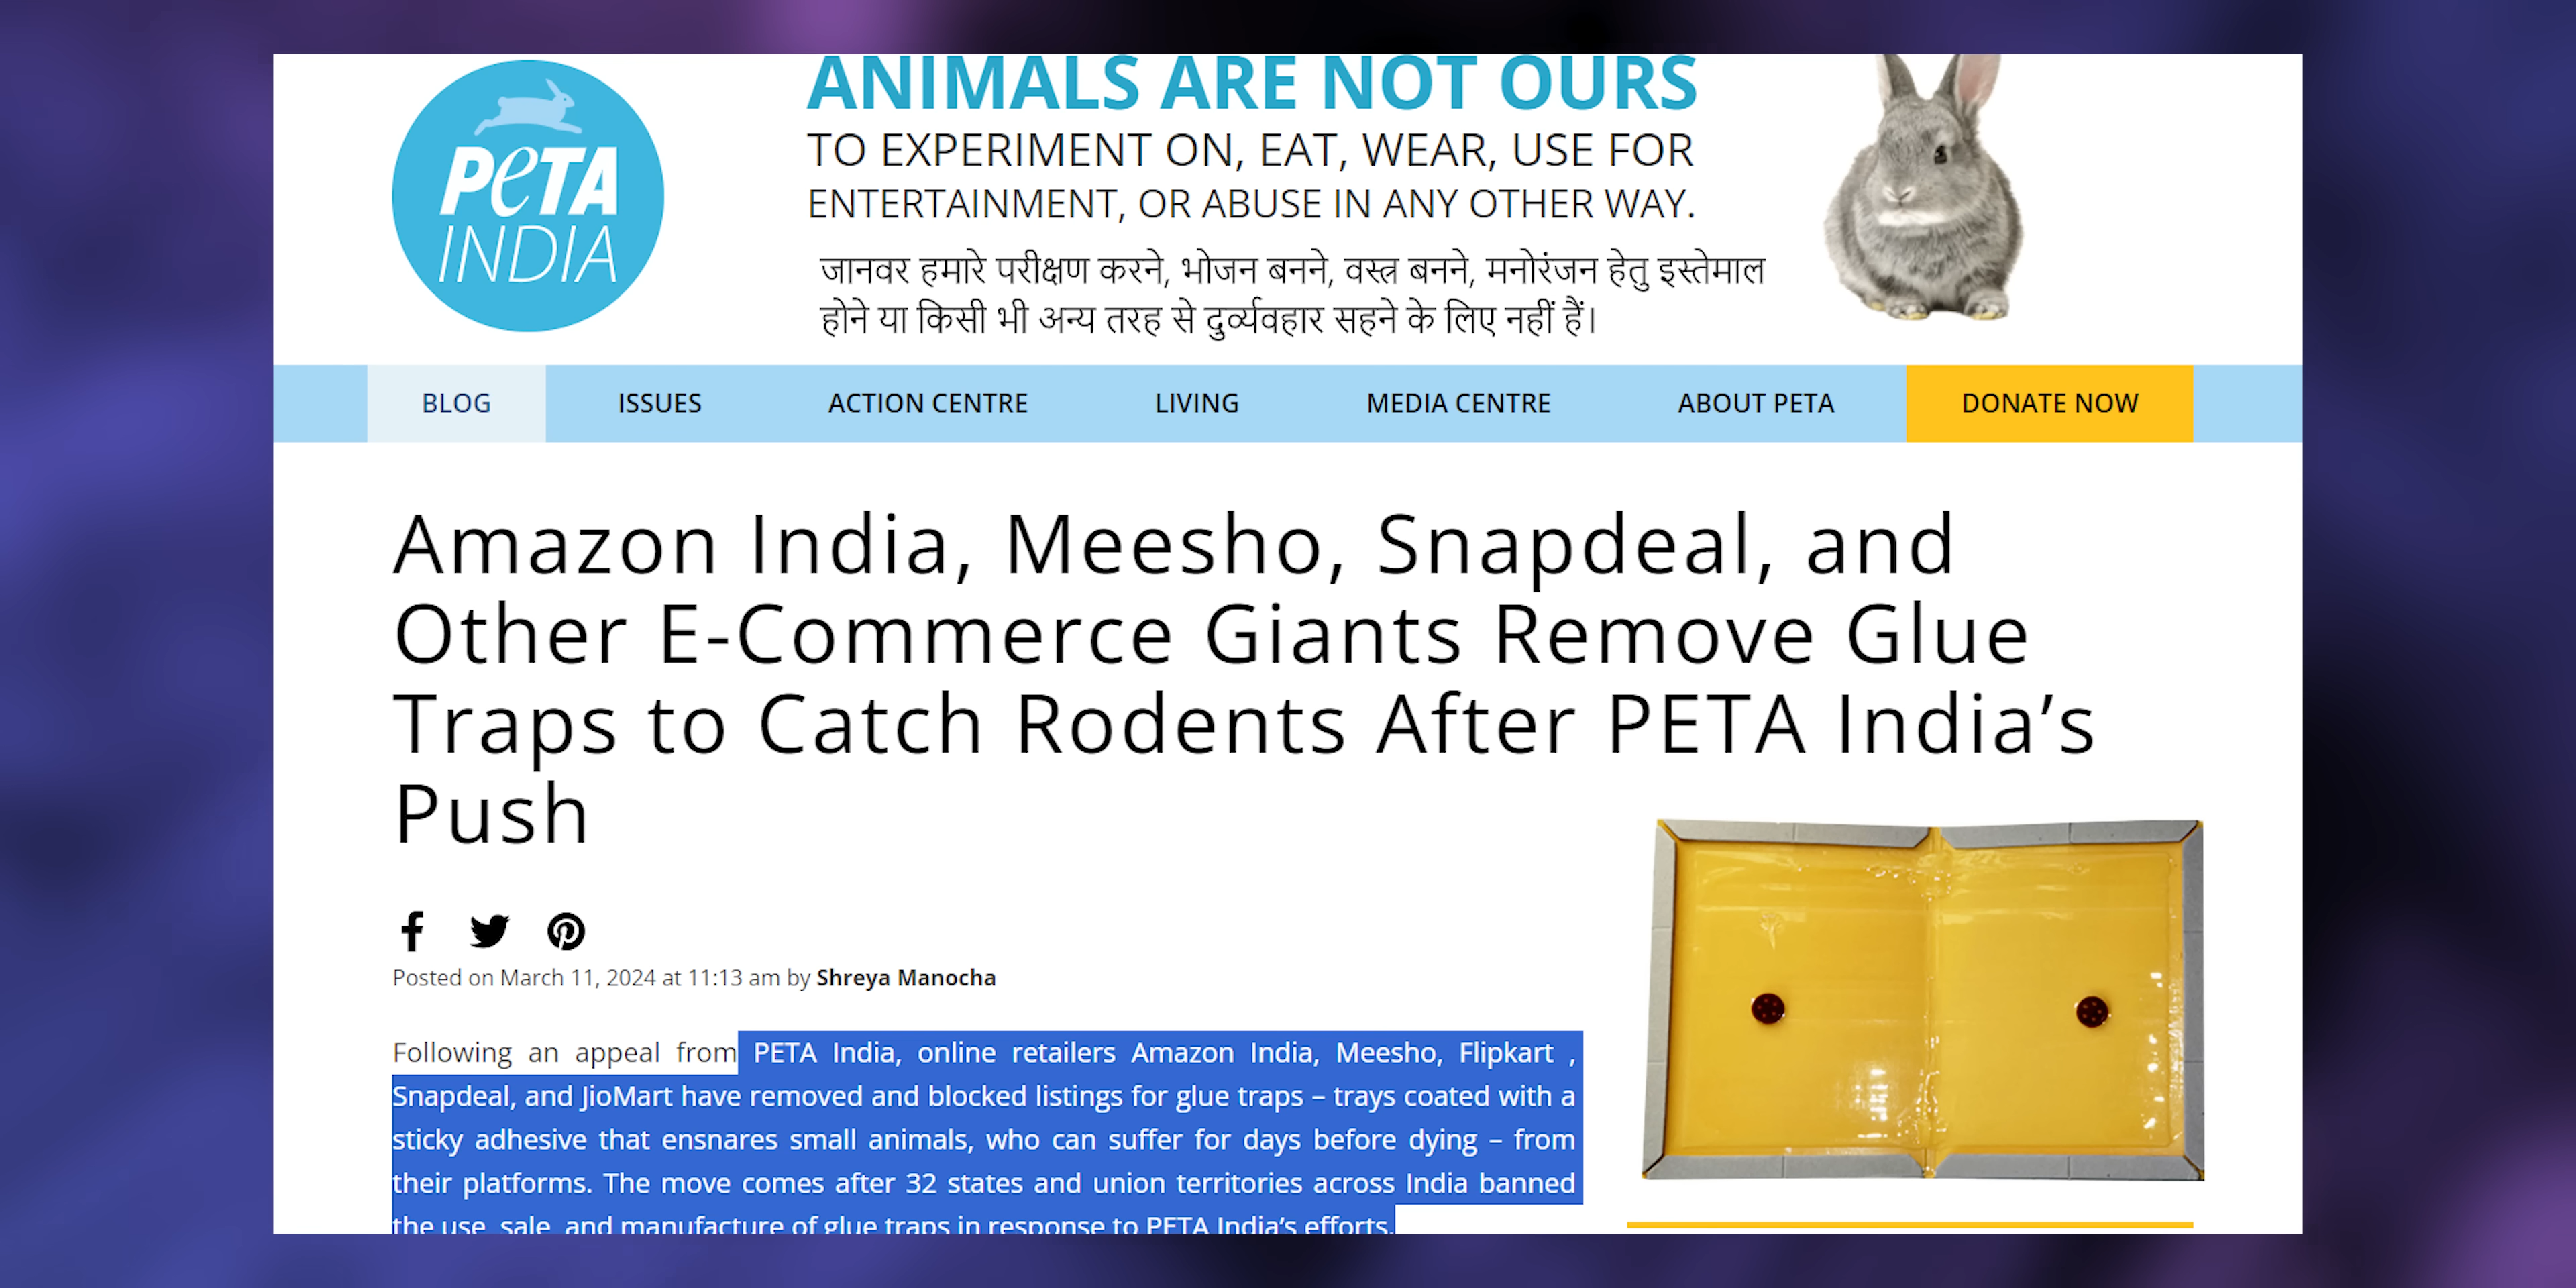 ANIMALS ARE NOT OURS
TO EXPERIMENT ON, EAT, WEAR, USE FOR
ENTERTAINMENT, OR ABUSE IN ANY OTHER WAY.
जानवर हमारे परीक्षण करने, भोजन बनने, वस्त्र बनने, मनोरंजन हेतु इस्तेमाल
होने या किसी भी अन्य तरह से दुर्व्यवहार सहने के लिए नहीं हैं।
PeTA
INDIA
BLOG ISSUES ACTION CENTRE LIVING MEDIA CENTRE ABOUT PETA DONATE NOW
Amazon India, Meesho, Snapdeal, and
Other E-Commerce Giants Remove Glue
Traps to Catch Rodents After PETA India’s
Push
Posted on March 11, 2024 at 11:13 am by Shreya Manocha
Following an appeal from PETA India, online retailers Amazon India, Meesho, Flipkart ,
Snapdeal, and JioMart have removed and blocked listings for glue traps – trays coated with a
sticky adhesive that ensnares small animals, who can suffer for days before dying – from
their platforms. The move comes after 32 states and union territories across India banned
the use, sale, and manufacture of glue traps in response to PETA India’s efforts.